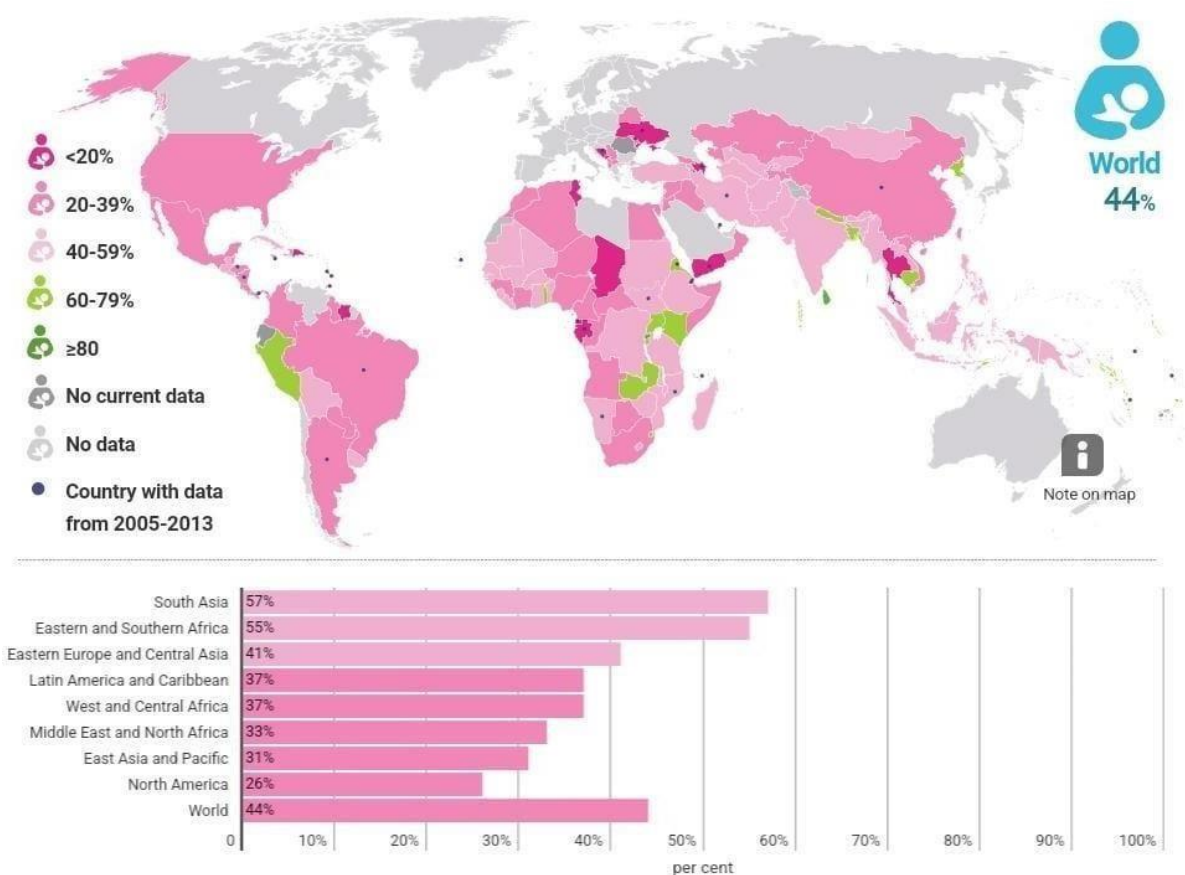 World
44%
<20%
20-39%
40-59%
60-79%
≥80
No current data
No data
Country with data
from 2005-2013
Note on map
South Asia 57%
Eastern and Southern Africa 55%
Eastern Europe and Central Asia 41%
Latin America and Caribbean 37%
West and Central Africa 37%
Middle East and North Africa 33%
East Asia and Pacific 31%
North America 26%
World 44%
0 10% 20% 30% 40% 50% 60% 70% 80% 90% 100%
per cent